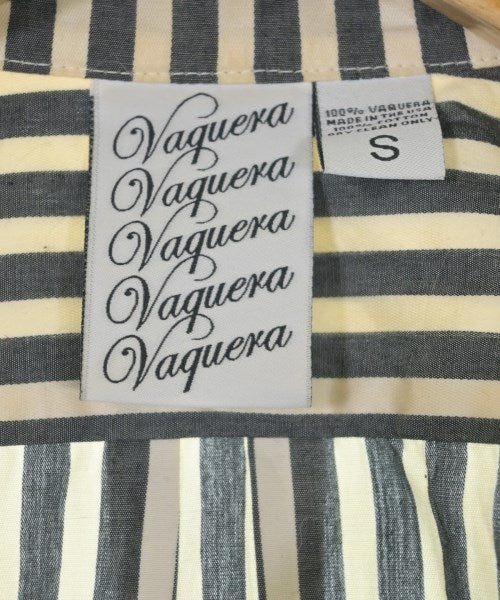 Vaquera
Vaquera
Vaquera
Vaquera
Vaquera
100% VAQUERA
MADE IN THE USA
100% COTTON
DRY CLEAN ONLY
S